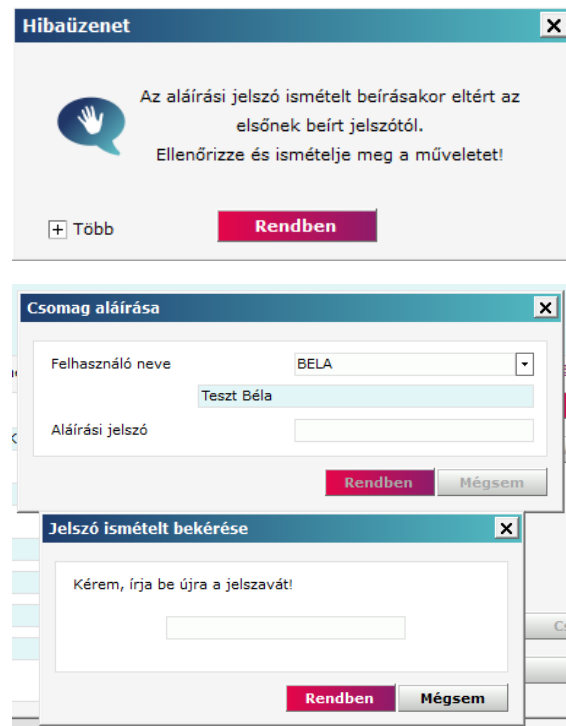 Hibaüzenet
Az aláírási jelszó ismételt beírásakor eltért az
elsőnek beírt jelszótól.
Ellenőrizze és ismételje meg a műveletet!
Több
Rendben
Csomag aláírása
Felhasználó neve
BELA
Teszt Béla
Aláírási jelszó
Rendben
Mégsem
Jelszó ismételt bekérése
Kérem, írja be újra a jelszavát!
Rendben
Mégsem